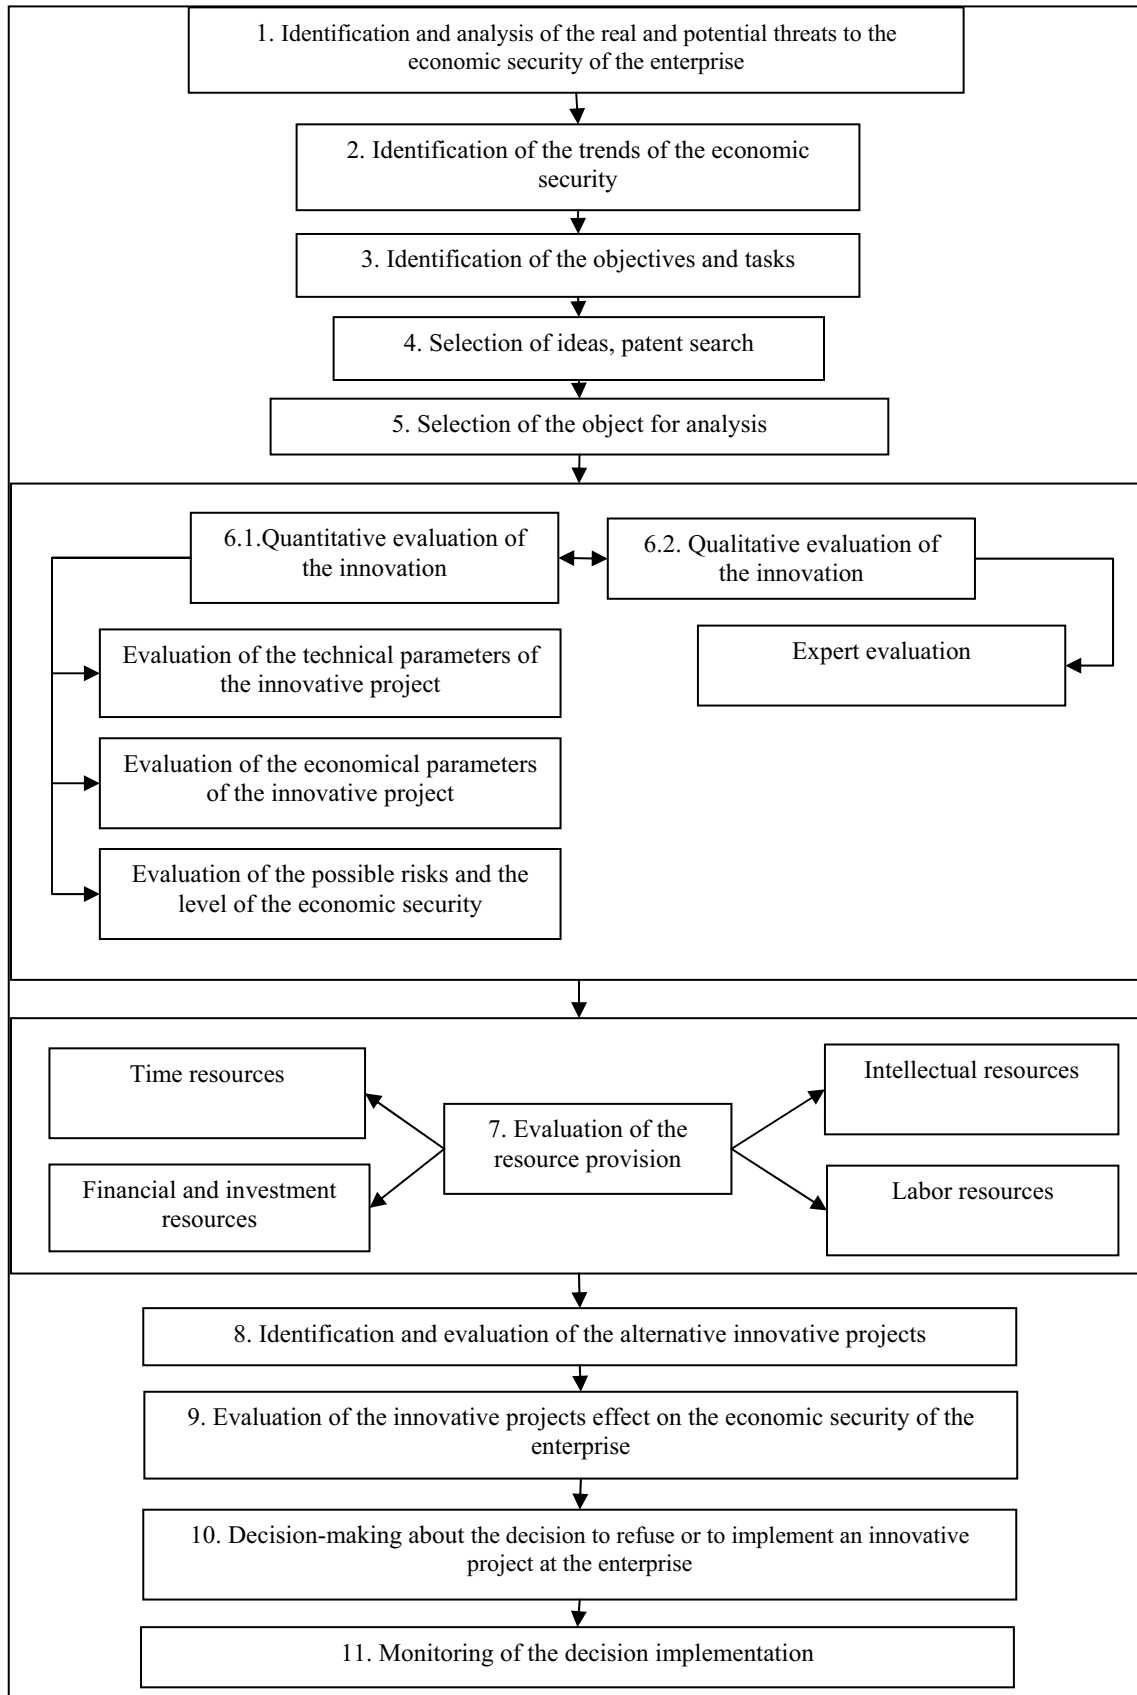 1. Identification and analysis of the real and potential threats to the
economic security of the enterprise
2. Identification of the trends of the economic
security
3. Identification of the objectives and tasks
4. Selection of ideas, patent search
5. Selection of the object for analysis
6.1.Quantitative evaluation of
the innovation
6.2. Qualitative evaluation of
the innovation
Evaluation of the technical parameters of
the innovative project
Expert evaluation
Evaluation of the economical parameters
of the innovative project
Evaluation of the possible risks and the
level of the economic security
Time resources
Intellectual resources
7. Evaluation of the
resource provision
Financial and investment
resources
Labor resources
8. Identification and evaluation of the alternative innovative projects
9. Evaluation of the innovative projects effect on the economic security of the
enterprise
10. Decision-making about the decision to refuse or to implement an innovative
project at the enterprise
11. Monitoring of the decision implementation